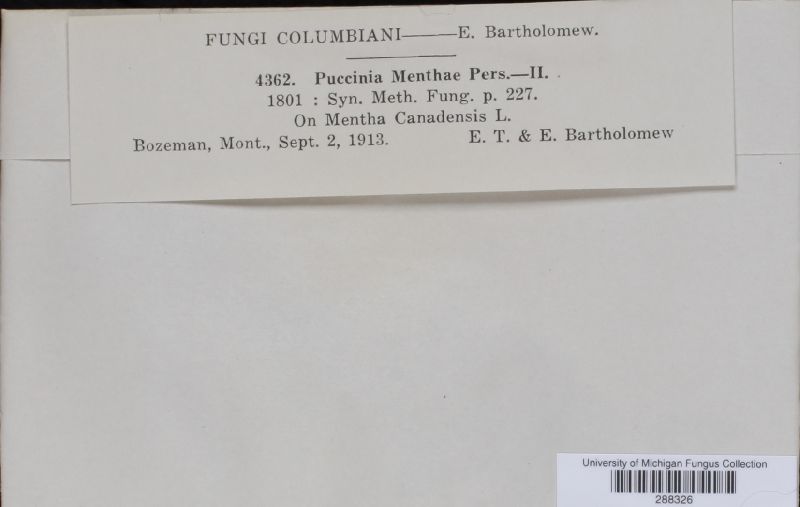 FUNGI COLUMBIANI——E. Bartholomew.
4362. Puccinia Menthae Pers.—II.
1801 : Syn. Meth. Fung. p. 227.
On Mentha Canadensis L.
Bozeman, Mont., Sept. 2, 1913. E. T. & E. Bartholomew
University of Michigan Fungus Collection
288326